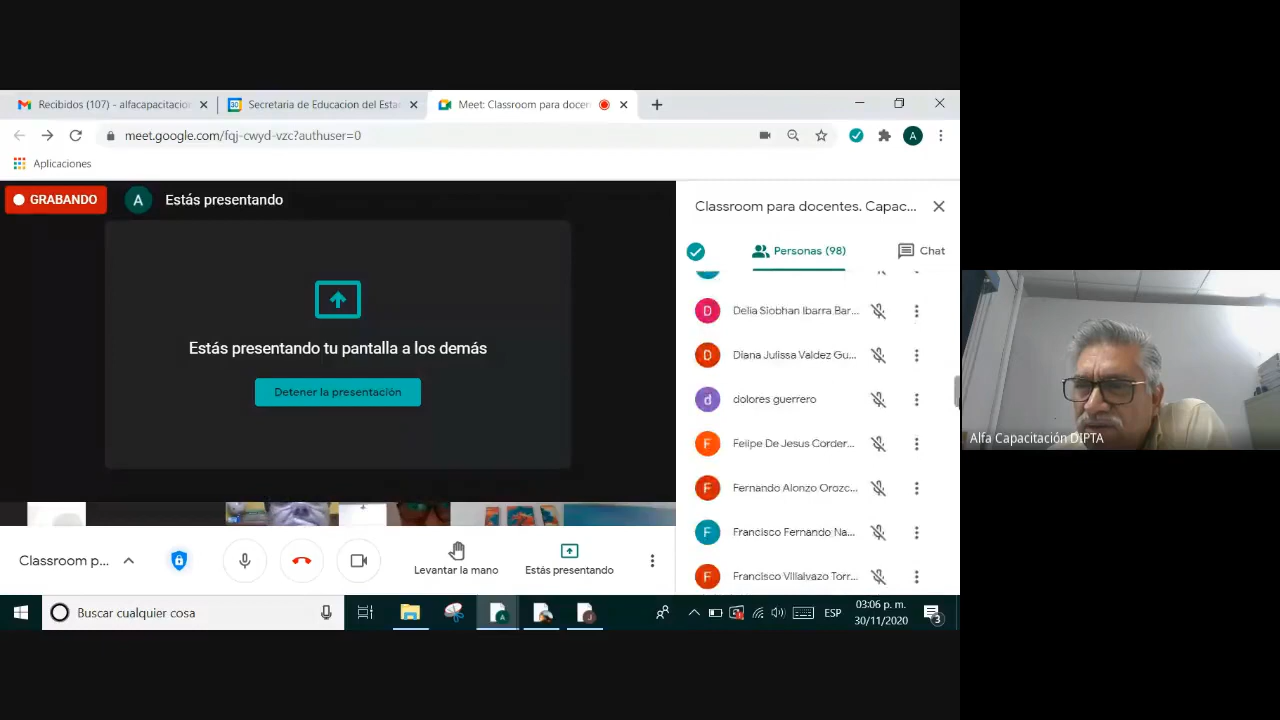 Recibidos (107) - alfacapacitacion
Secretaria de Educacion del Esta
Meet: Classroom para docen
meet.google.com/fqj-cwyd-vzc?authuser=0
A
Aplicaciones
GRABANDO
A
Estás presentando
Classroom para docentes. Capac...
Personas (98)
Chat
Estás presentando tu pantalla a los demás
Detener la presentación
D
Delia Siobhan Ibarra Bar...
D
Diana Julissa Valdez Gu...
d
dolores guerrero
F
Felipe De Jesus Corder...
F
Fernando Alonzo Orozc...
F
Francisco Fernando Na...
F
Francisco Villalvazo Torr...
Classroom p...
Levantar la mano
Estás presentando
Buscar cualquier cosa
ESP
03:06 p. m.
30/11/2020
3
Alfa Capacitación DIPTA